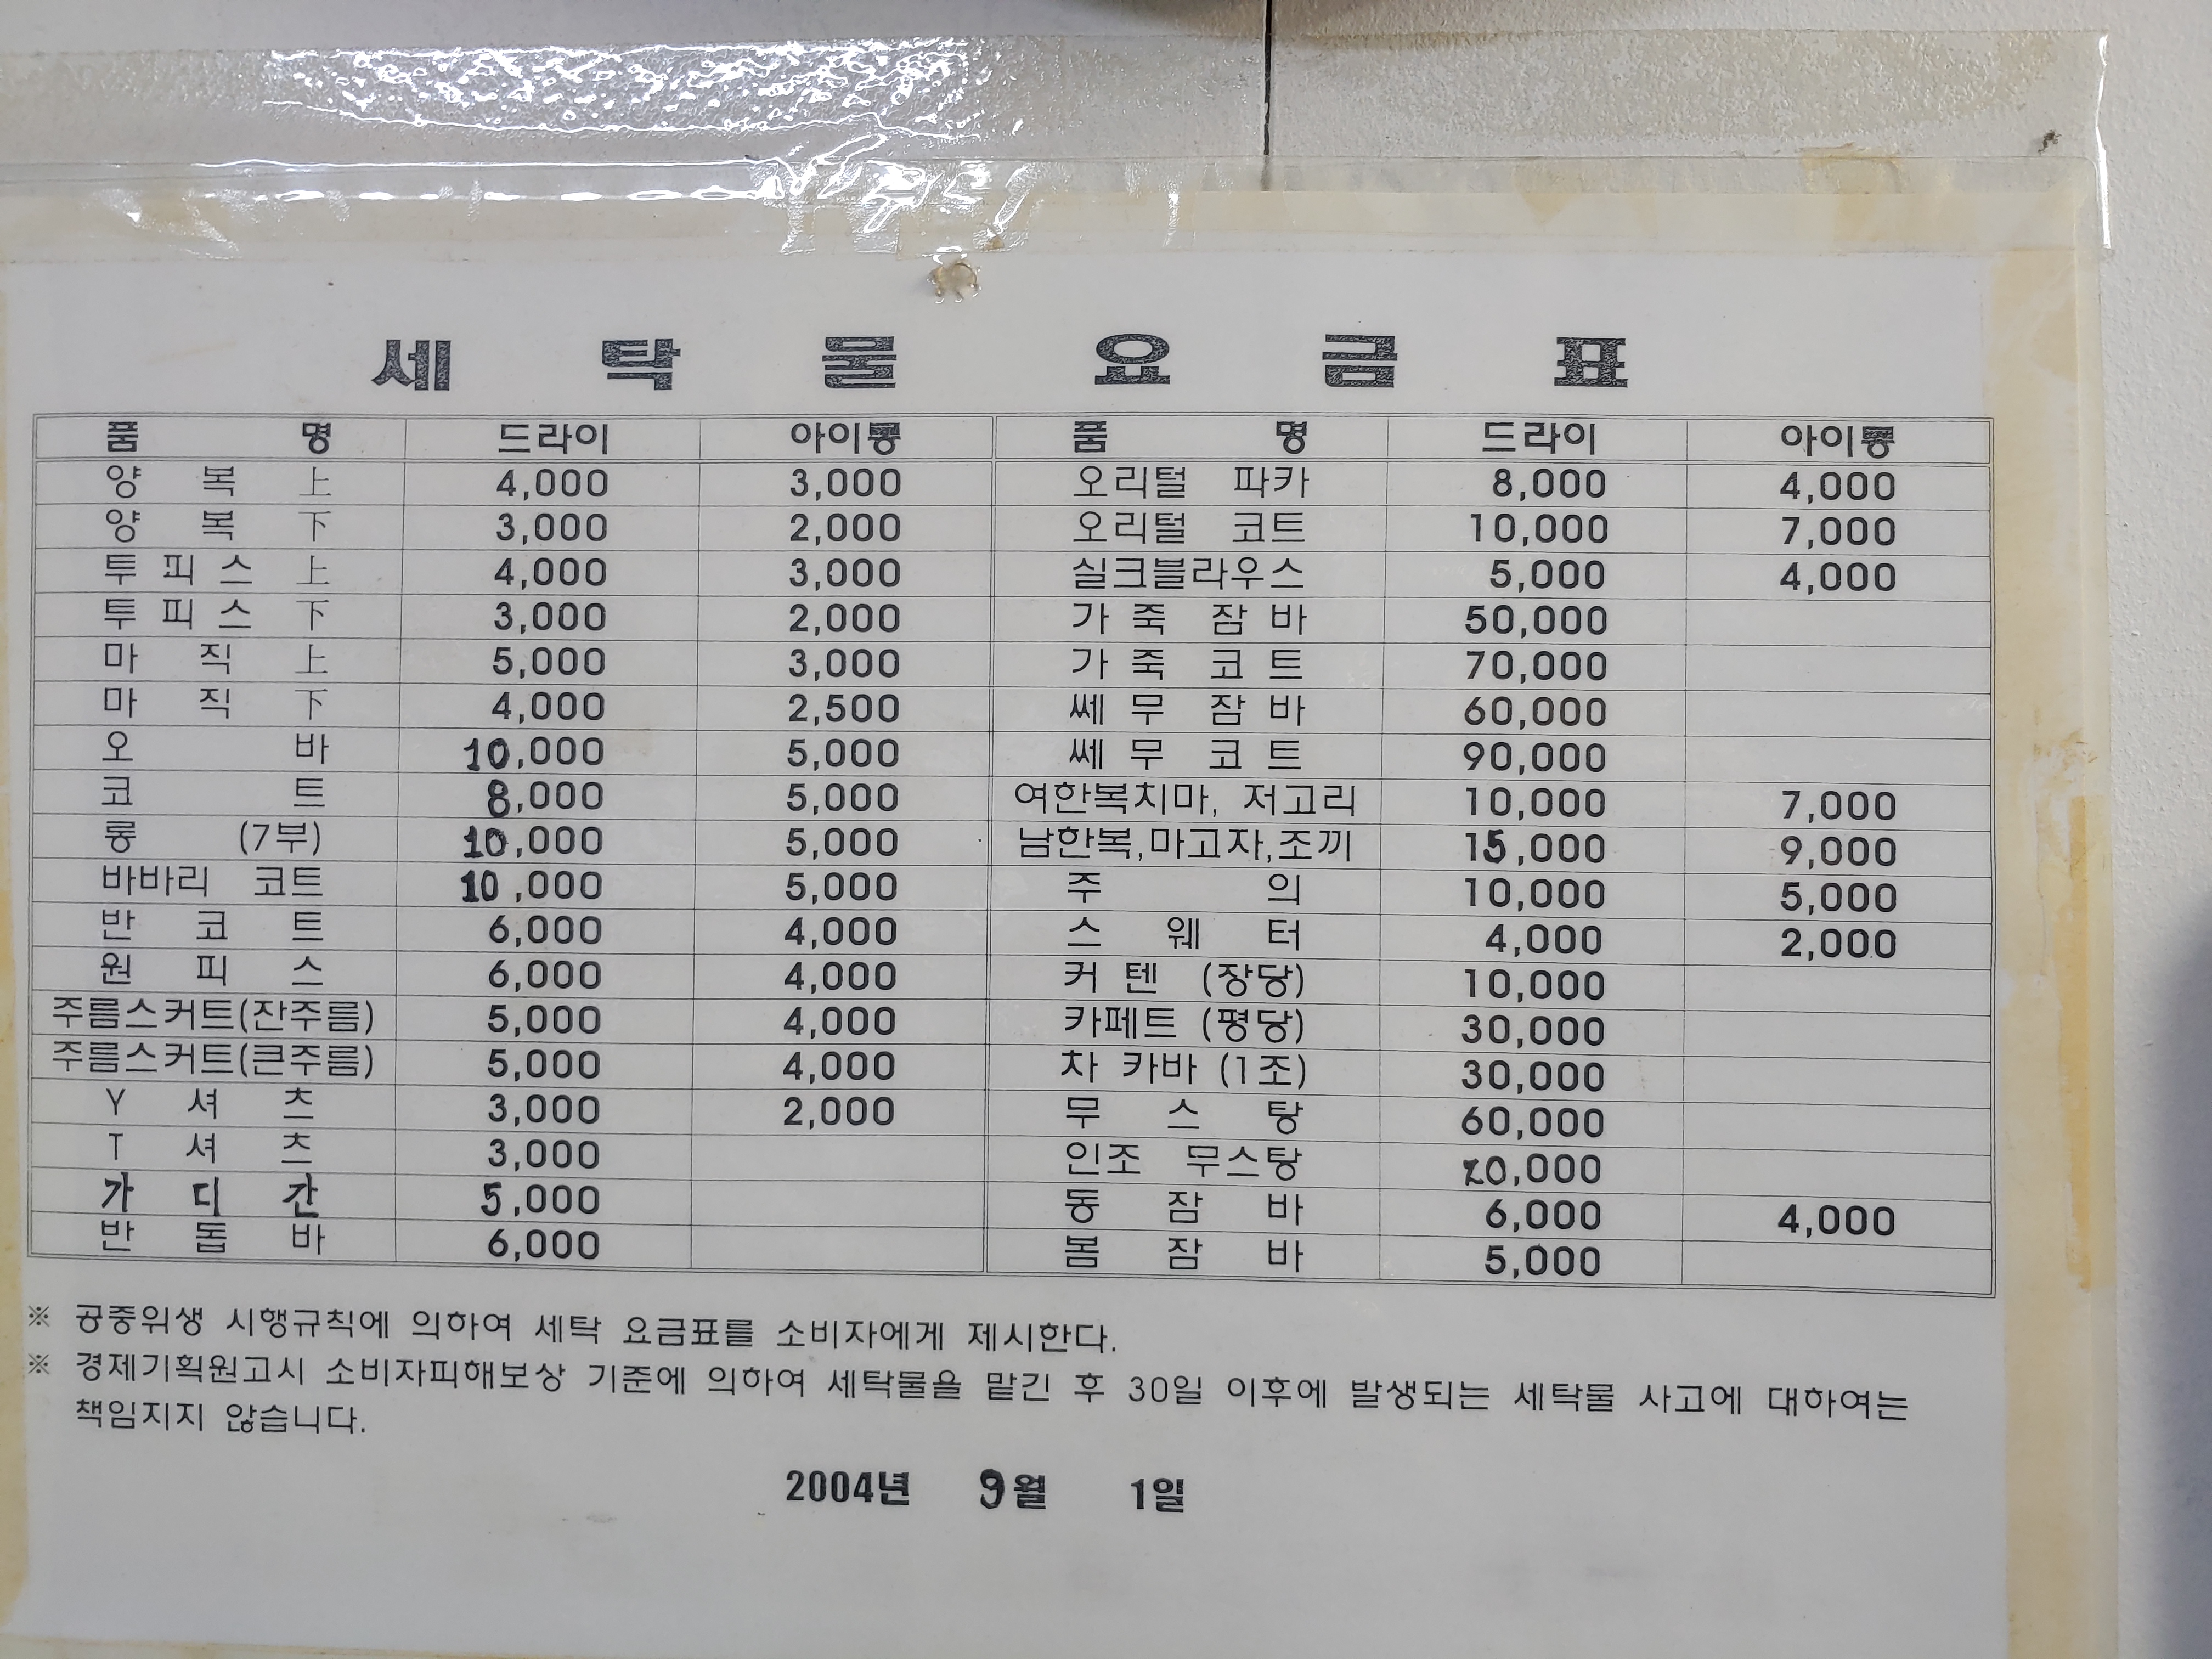 세탁물 요금표
품명 드라이 아이롱 품명 드라이 아이롱
양복 上 4,000 3,000 오리털 파카 8,000 4,000
양복 下 3,000 2,000 오리털 코트 10,000 7,000
투피스 上 4,000 3,000 실크블라우스 5,000 4,000
투피스 下 3,000 2,000 가죽 잠바 50,000
마직 上 5,000 3,000 가죽 코트 70,000
마직 下 4,000 2,500 쎄무 잠바 60,000
오바 10,000 5,000 쎄무 코트 90,000
코트 8,000 5,000 여한복치마, 저고리 10,000 7,000
롱 (7부) 10,000 5,000 남한복,마고자,조끼 15,000 9,000
바바리 코트 10,000 5,000 주의 10,000 5,000
반코트 6,000 4,000 스웨터 4,000 2,000
원피스 6,000 4,000 커텐 (장당) 10,000
주름스커트(잔주름) 5,000 4,000 카페트 (평당) 30,000
주름스커트(큰주름) 5,000 4,000 차 카바 (1조) 30,000
Y셔츠 3,000 2,000 무스탕 60,000
T셔츠 3,000 인조 무스탕 20,000
가디간 5,000 동잠바 6,000 4,000
반돕바 6,000 봄잠바 5,000
※ 공중위생 시행규칙에 의하여 세탁 요금표를 소비자에게 제시한다.
※ 경제기획원고시 소비자피해보상 기준에 의하여 세탁물을 맡긴 후 30일 이후에 발생되는 세탁물 사고에 대하여는
책임지지 않습니다.
2004년 9월 1일